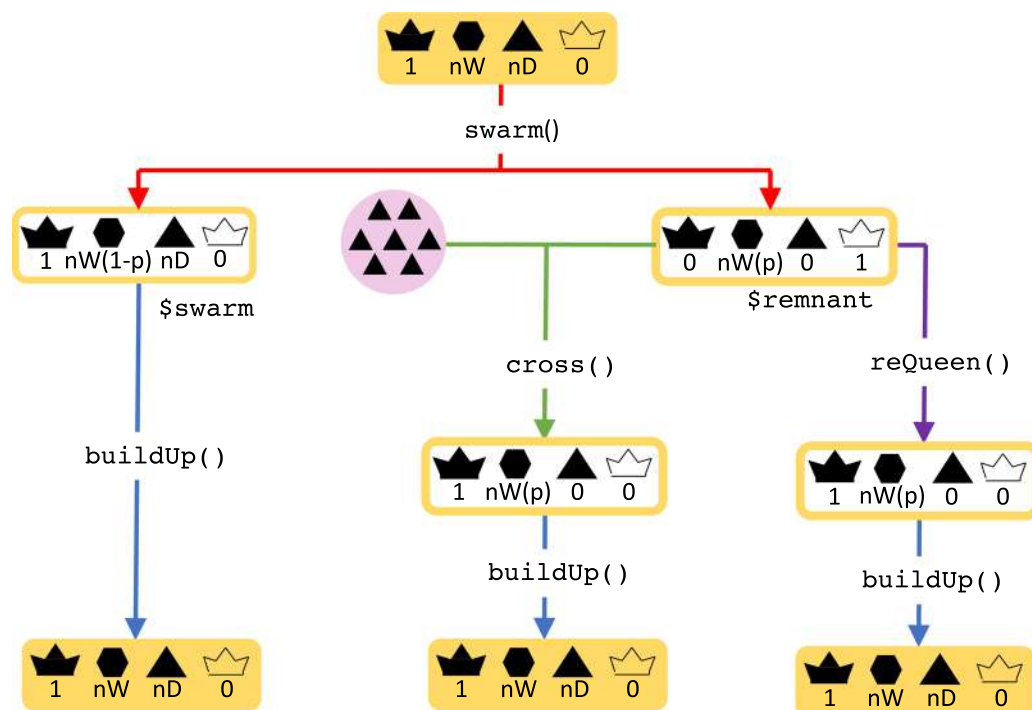 1 nW nD 0
swarm()
1 nW(1-p) nD 0
$swarm
0 nW(p) 0 1
$remnant
cross()
reQueen()
buildUp()
1 nW(p) 0 0
1 nW(p) 0 0
buildUp()
buildUp()
1 nW nD 0
1 nW nD 0
1 nW nD 0